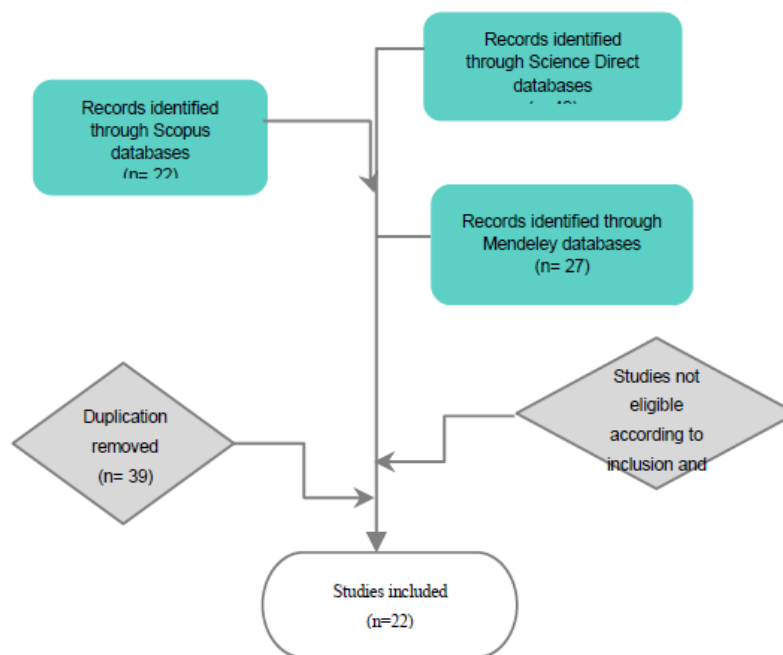 Records identified
through Science Direct
databases
Records identified
through Scopus
databases
(n= 22)
Records identified through
Mendeley databases
(n= 27)
Studies not
eligible
according to
inclusion and
Duplication
removed
(n= 39)
Studies included
(n=22)